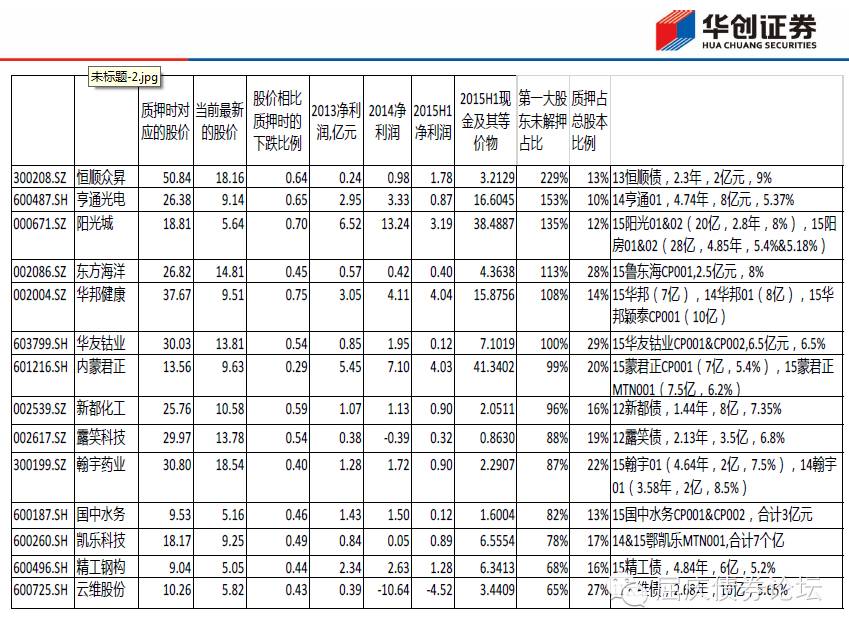 华创证券
HUA CHUANG SECURITIES
未标题-2.jpg
质押时对应的股价 当前最新的股价 股价相比质押时的下跌比例 2013净利润,亿元 2014净利润 2015H1净利润 2015H1现金及其等价物 第一大股东未解押占比 质押占总股本比例
300208.SZ 恒顺众昇 50.84 18.16 0.64 0.24 0.98 1.78 3.2129 229% 13% 13恒顺债，2.3年，2亿元，9%
600487.SH 亨通光电 26.38 9.14 0.65 2.95 3.33 0.87 16.6045 153% 10% 14亨通01，4.74年，8亿元，5.37%
000671.SZ 阳光城 18.81 5.64 0.70 6.52 13.24 3.19 38.4887 135% 12% 15阳光01&02（20亿，2.8年，8%），15阳
房01&02（28亿，4.85年，5.4%&5.18%）
002086.SZ 东方海洋 26.82 14.81 0.45 0.57 0.42 0.40 4.3638 113% 28% 15鲁东海CP001,2.5亿元，8%
002004.SZ 华邦健康 37.67 9.51 0.75 3.05 4.11 4.04 15.8756 108% 14% 15华邦（7亿），14华邦01（8亿），15华
邦颖泰CP001（10亿）
603799.SH 华友钴业 30.03 13.81 0.54 0.85 1.95 0.12 7.1019 100% 29% 15华友钴业CP001&CP002,6.5亿元，6.5%
601216.SH 内蒙君正 13.56 9.63 0.29 5.45 7.10 4.03 41.3402 99% 20% 15蒙君正CP001（7亿，5.4%），15蒙君正
MTN001（7.5亿，6.2%）
002539.SZ 新都化工 25.76 10.58 0.59 1.07 1.13 0.90 2.0511 96% 16% 12新都债，1.44年，8亿，7.35%
002617.SZ 露笑科技 29.97 13.78 0.54 0.38 -0.39 0.32 0.8630 88% 19% 12露笑债，2.13年，3.5亿，6.8%
300199.SZ 翰宇药业 30.80 18.54 0.40 1.28 1.72 0.90 2.2907 87% 22% 15翰宇01（4.64年，2亿，7.5%），14翰宇
01（3.58年，2亿，8.5%）
600187.SH 国中水务 9.53 5.16 0.46 1.43 1.50 0.12 1.6004 82% 13% 15国中水务CP001&CP002，合计3亿元
600260.SH 凯乐科技 18.17 9.25 0.49 0.84 0.05 0.89 6.5554 78% 17% 14&15鄂凯乐MTN001,合计7个亿
600496.SH 精工钢构 9.04 5.05 0.44 2.34 2.63 1.28 6.3413 68% 16% 15精工债，4.84年，6亿，5.2%
600725.SH 云维股份 10.26 5.82 0.43 0.39 -10.64 -4.52 3.4409 65% 27% 维债，2.68年，10亿，5.65%
屈庆债券论坛